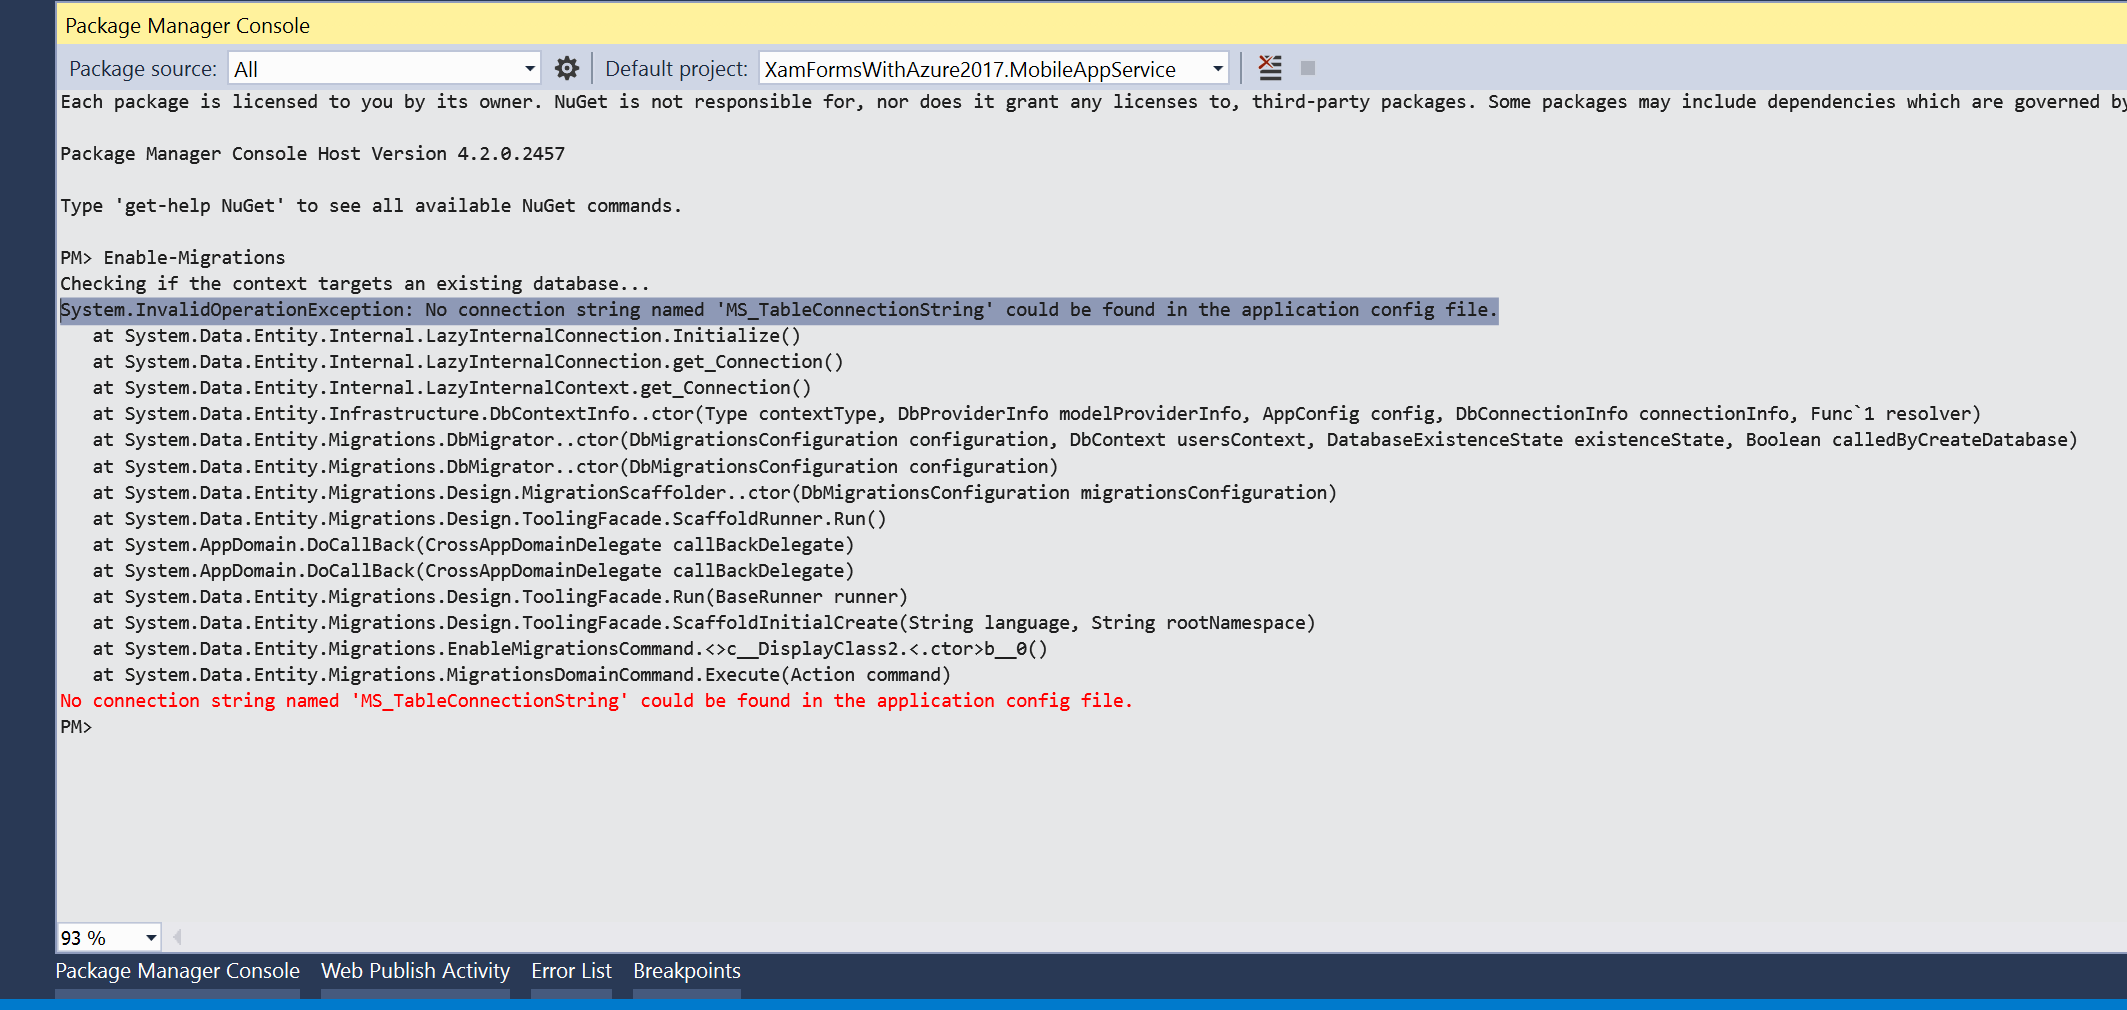 Package Manager Console
Package source: All Default project: XamFormsWithAzure2017.MobileAppService
Each package is licensed to you by its owner. NuGet is not responsible for, nor does it grant any licenses to, third-party packages. Some packages may include dependencies which are governed by
Package Manager Console Host Version 4.2.0.2457
Type 'get-help NuGet' to see all available NuGet commands.
PM> Enable-Migrations
Checking if the context targets an existing database...
System.InvalidOperationException: No connection string named 'MS_TableConnectionString' could be found in the application config file.
at System.Data.Entity.Internal.LazyInternalConnection.Initialize()
at System.Data.Entity.Internal.LazyInternalConnection.get_Connection()
at System.Data.Entity.Internal.LazyInternalContext.get_Connection()
at System.Data.Entity.Infrastructure.DbContextInfo..ctor(Type contextType, DbProviderInfo modelProviderInfo, AppConfig config, DbConnectionInfo connectionInfo, Func`1 resolver)
at System.Data.Entity.Migrations.DbMigrator..ctor(DbMigrationsConfiguration configuration, DbContext usersContext, DatabaseExistenceState existenceState, Boolean calledByCreateDatabase)
at System.Data.Entity.Migrations.DbMigrator..ctor(DbMigrationsConfiguration configuration)
at System.Data.Entity.Migrations.Design.MigrationScaffolder..ctor(DbMigrationsConfiguration migrationsConfiguration)
at System.Data.Entity.Migrations.Design.ToolingFacade.ScaffoldRunner.Run()
at System.AppDomain.DoCallBack(CrossAppDomainDelegate callBackDelegate)
at System.AppDomain.DoCallBack(CrossAppDomainDelegate callBackDelegate)
at System.Data.Entity.Migrations.Design.ToolingFacade.Run(BaseRunner runner)
at System.Data.Entity.Migrations.Design.ToolingFacade.ScaffoldInitialCreate(String language, String rootNamespace)
at System.Data.Entity.Migrations.EnableMigrationsCommand.<>c__DisplayClass2.<.ctor>b__0()
at System.Data.Entity.Migrations.MigrationsDomainCommand.Execute(Action command)
No connection string named 'MS_TableConnectionString' could be found in the application config file.
PM>
93 %
Package Manager Console Web Publish Activity Error List Breakpoints